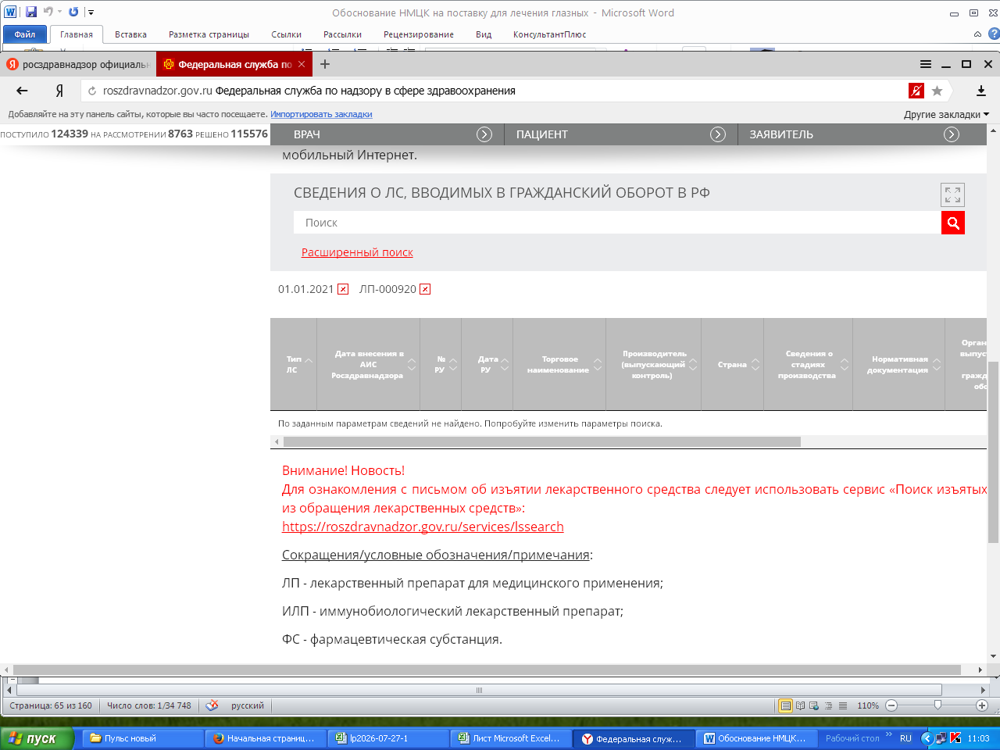 Обоснование НМЦК на поставку для лечения глазных - Microsoft Word
Файл Главная Вставка Разметка страницы Ссылки Рассылки Рецензирование Вид КонсультантПлюс
росздравнадзор официальн Федеральная служба по
roszdravnadzor.gov.ru Федеральная служба по надзору в сфере здравоохранения
Добавляйте на эту панель сайты, которые вы часто посещаете. Импортировать закладки Другие закладки
ПОСТУПИЛО 124339 НА РАССМОТРЕНИИ 8763 РЕШЕНО 115576 ВРАЧ ПАЦИЕНТ ЗАЯВИТЕЛЬ
мобильный Интернет.
СВЕДЕНИЯ О ЛС, ВВОДИМЫХ В ГРАЖДАНСКИЙ ОБОРОТ В РФ
Поиск
Расширенный поиск
01.01.2021 ЛП-000920
Тип ЛС
Дата внесения в АИС Росздравнадзора
№ РУ
Дата РУ
Торговое наименование
Производитель (выпускающий контроль)
Страна
Сведения о стадиях производства
Нормативная документация
Орган
выпус
гражд
обо
По заданным параметрам сведений не найдено. Попробуйте изменить параметры поиска.
Внимание! Новость!
Для ознакомления с письмом об изъятии лекарственного средства следует использовать сервис «Поиск изъятых
из обращения лекарственных средств»:
https://roszdravnadzor.gov.ru/services/lssearch
Сокращения/условные обозначения/примечания:
ЛП - лекарственный препарат для медицинского применения;
ИЛП - иммунобиологический лекарственный препарат;
ФС - фармацевтическая субстанция.
Страница: 65 из 160 Число слов: 1/34 748 русский 110%
пуск Пульс новый Начальная страниц... lp2026-07-27-1 Лист Microsoft Excel... Федеральная служ... Обоснование НМЦК... Рабочий стол RU 11:03